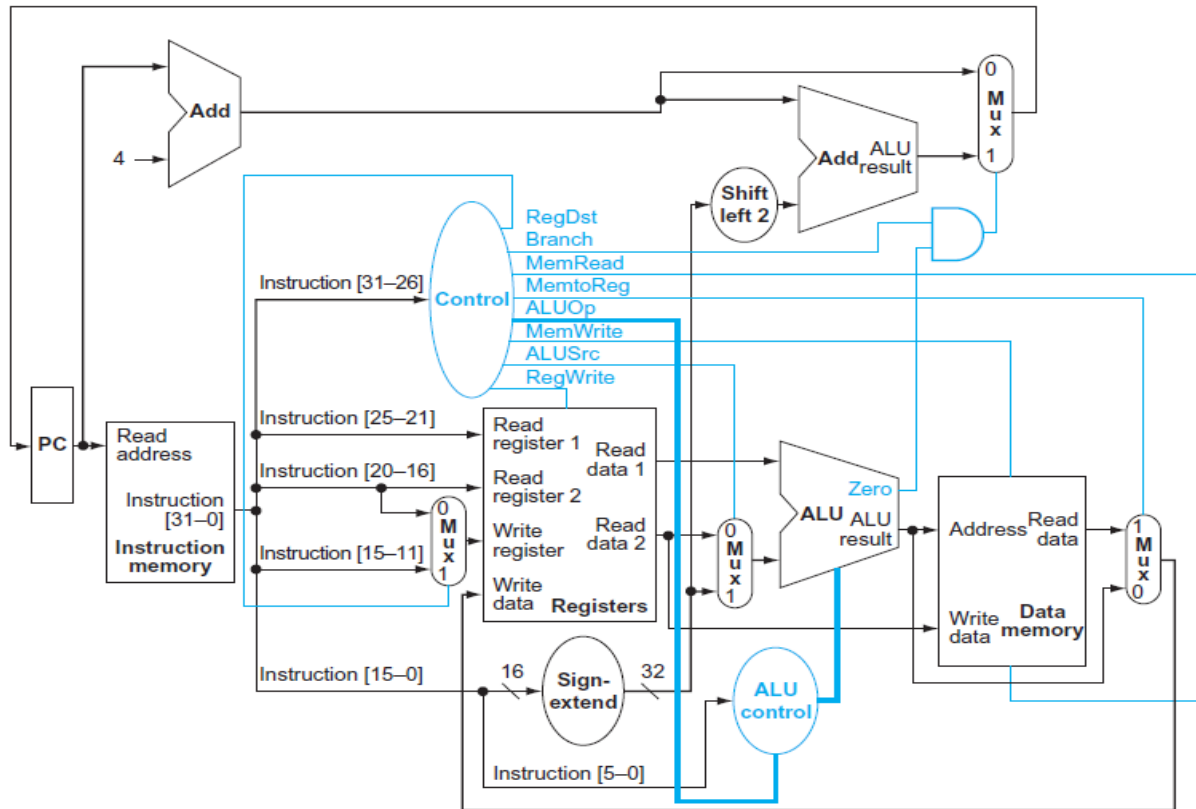 Add
4
0
Mux
1
Add
ALU
result
Shift
left 2
RegDst
Branch
MemRead
MemtoReg
ALUOp
MemWrite
ALUSrc
RegWrite
Control
Instruction [31–26]
Instruction [25–21]
Instruction [20–16]
Instruction [15–11]
Instruction [15–0]
Instruction [5–0]
PC
Read
address
Instruction
[31–0]
Instruction
memory
0
Mux
1
Read
register 1
Read
register 2
Write
register
Write
data
Read
data 1
Read
data 2
Registers
0
Mux
1
Zero
ALU
ALU
result
Address
Read
data
Write
data
Data
memory
1
Mux
0
16
Sign-
extend
32
ALU
control